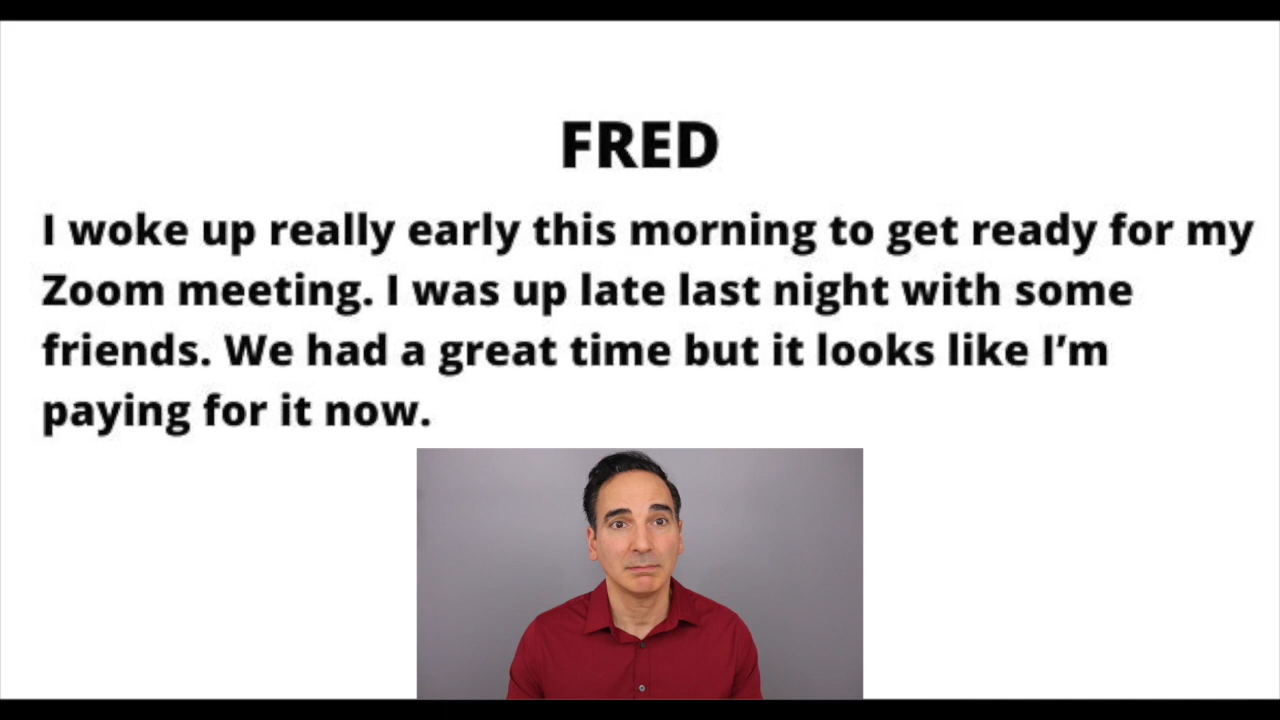 FRED
I woke up really early this morning to get ready for my
Zoom meeting. I was up late last night with some
friends. We had a great time but it looks like I’m
paying for it now.